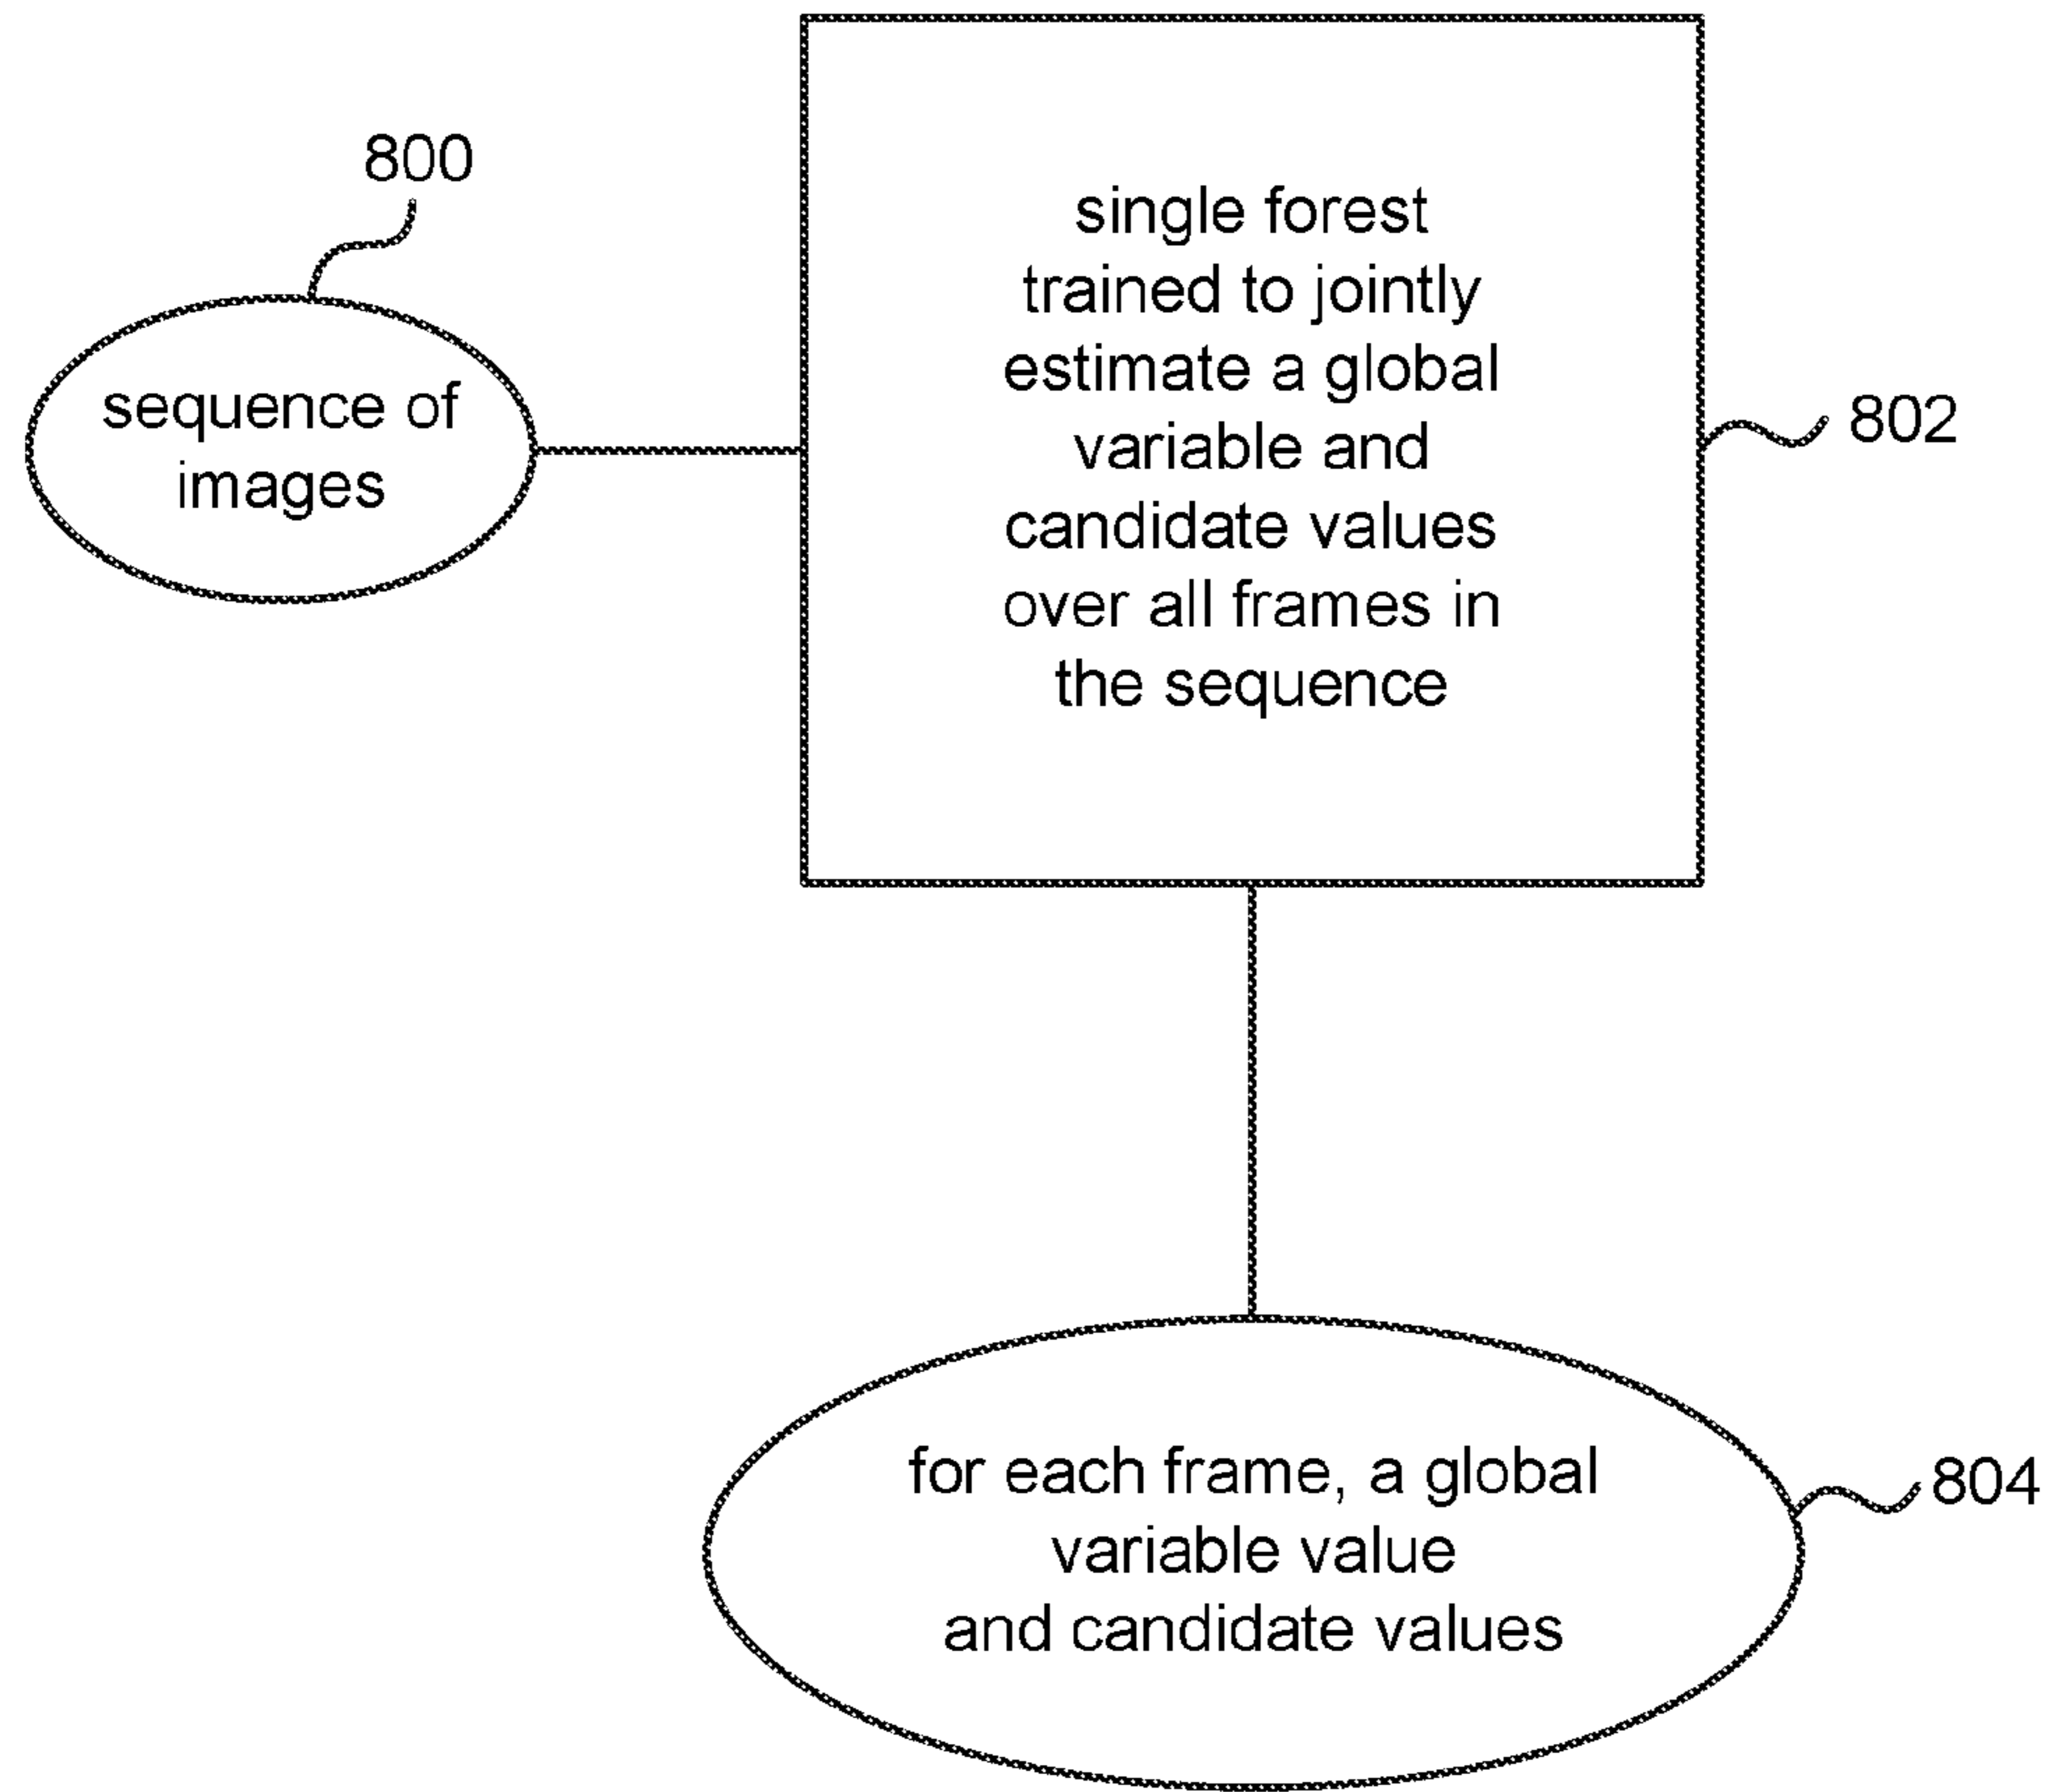 800
sequence of
images
single forest
trained to jointly
estimate a global
variable and
candidate values
over all frames in
the sequence
802
for each frame, a global
variable value
and candidate values
804